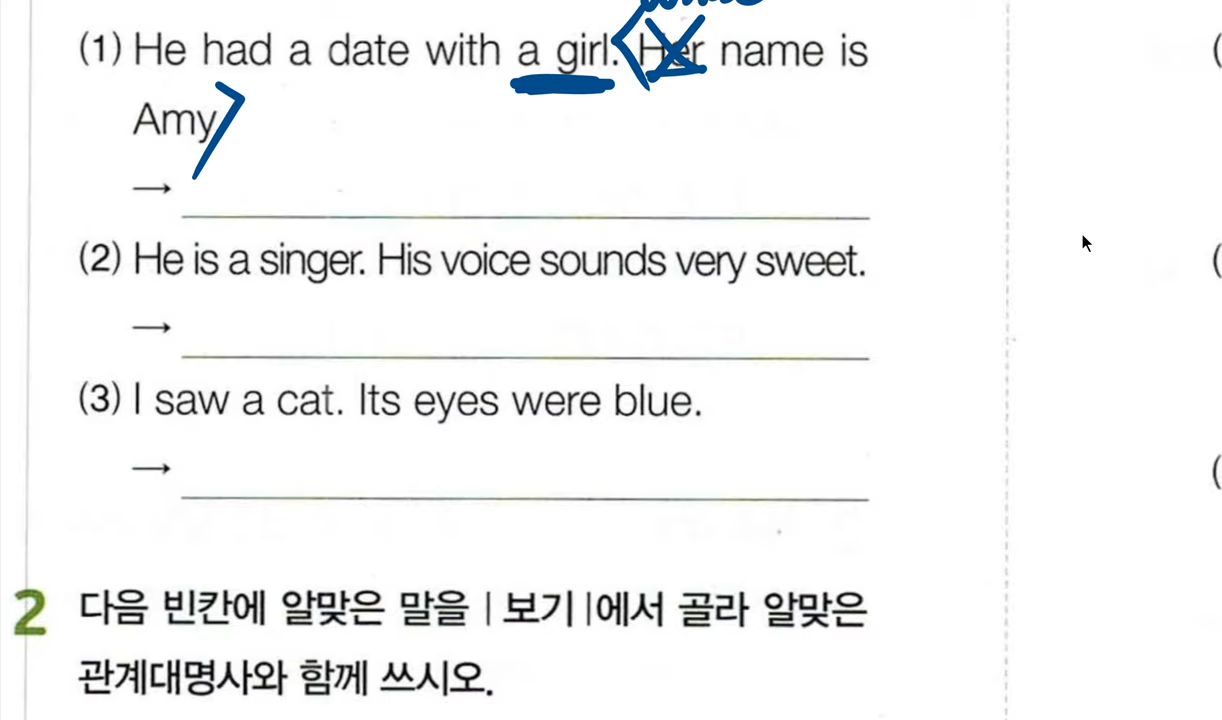 (1) He had a date with a girl. Her name is
Amy
→
(2) He is a singer. His voice sounds very sweet.
→
(3) I saw a cat. Its eyes were blue.
→
2 다음 빈칸에 알맞은 말을 | 보기 |에서 골라 알맞은
관계대명사와 함께 쓰시오.